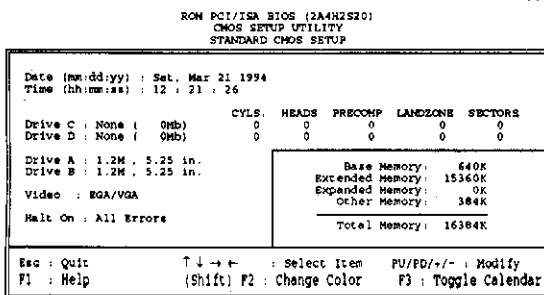 ROM PCI/ISA BIOS (2A4H2S20)
CMOS SETUP UTILITY
STANDARD CMOS SETUP
Date (mm:dd:yy) : Sat, Mar 21 1994
Time (hh:mm:ss) : 12 : 21 : 26
CYLS. HEADS PRECOMP LANDZONE SECTORS
Drive C : None ( 0Mb) 0 0 0 0 0
Drive D : None ( 0Mb) 0 0 0 0 0
Drive A : 1.2M , 5.25 in.
Drive B : 1.2M , 5.25 in.
Video : EGA/VGA
Halt On : All Errors
Base Memory: 640K
Extended Memory: 15360K
Expanded Memory: 0K
Other Memory: 384K
Total Memory: 16384K
Esc : Quit ↑ ↓ → ← : Select Item PU/PD/+/- : Modify
F1 : Help (Shift) F2 : Change Color F3 : Toggle Calendar